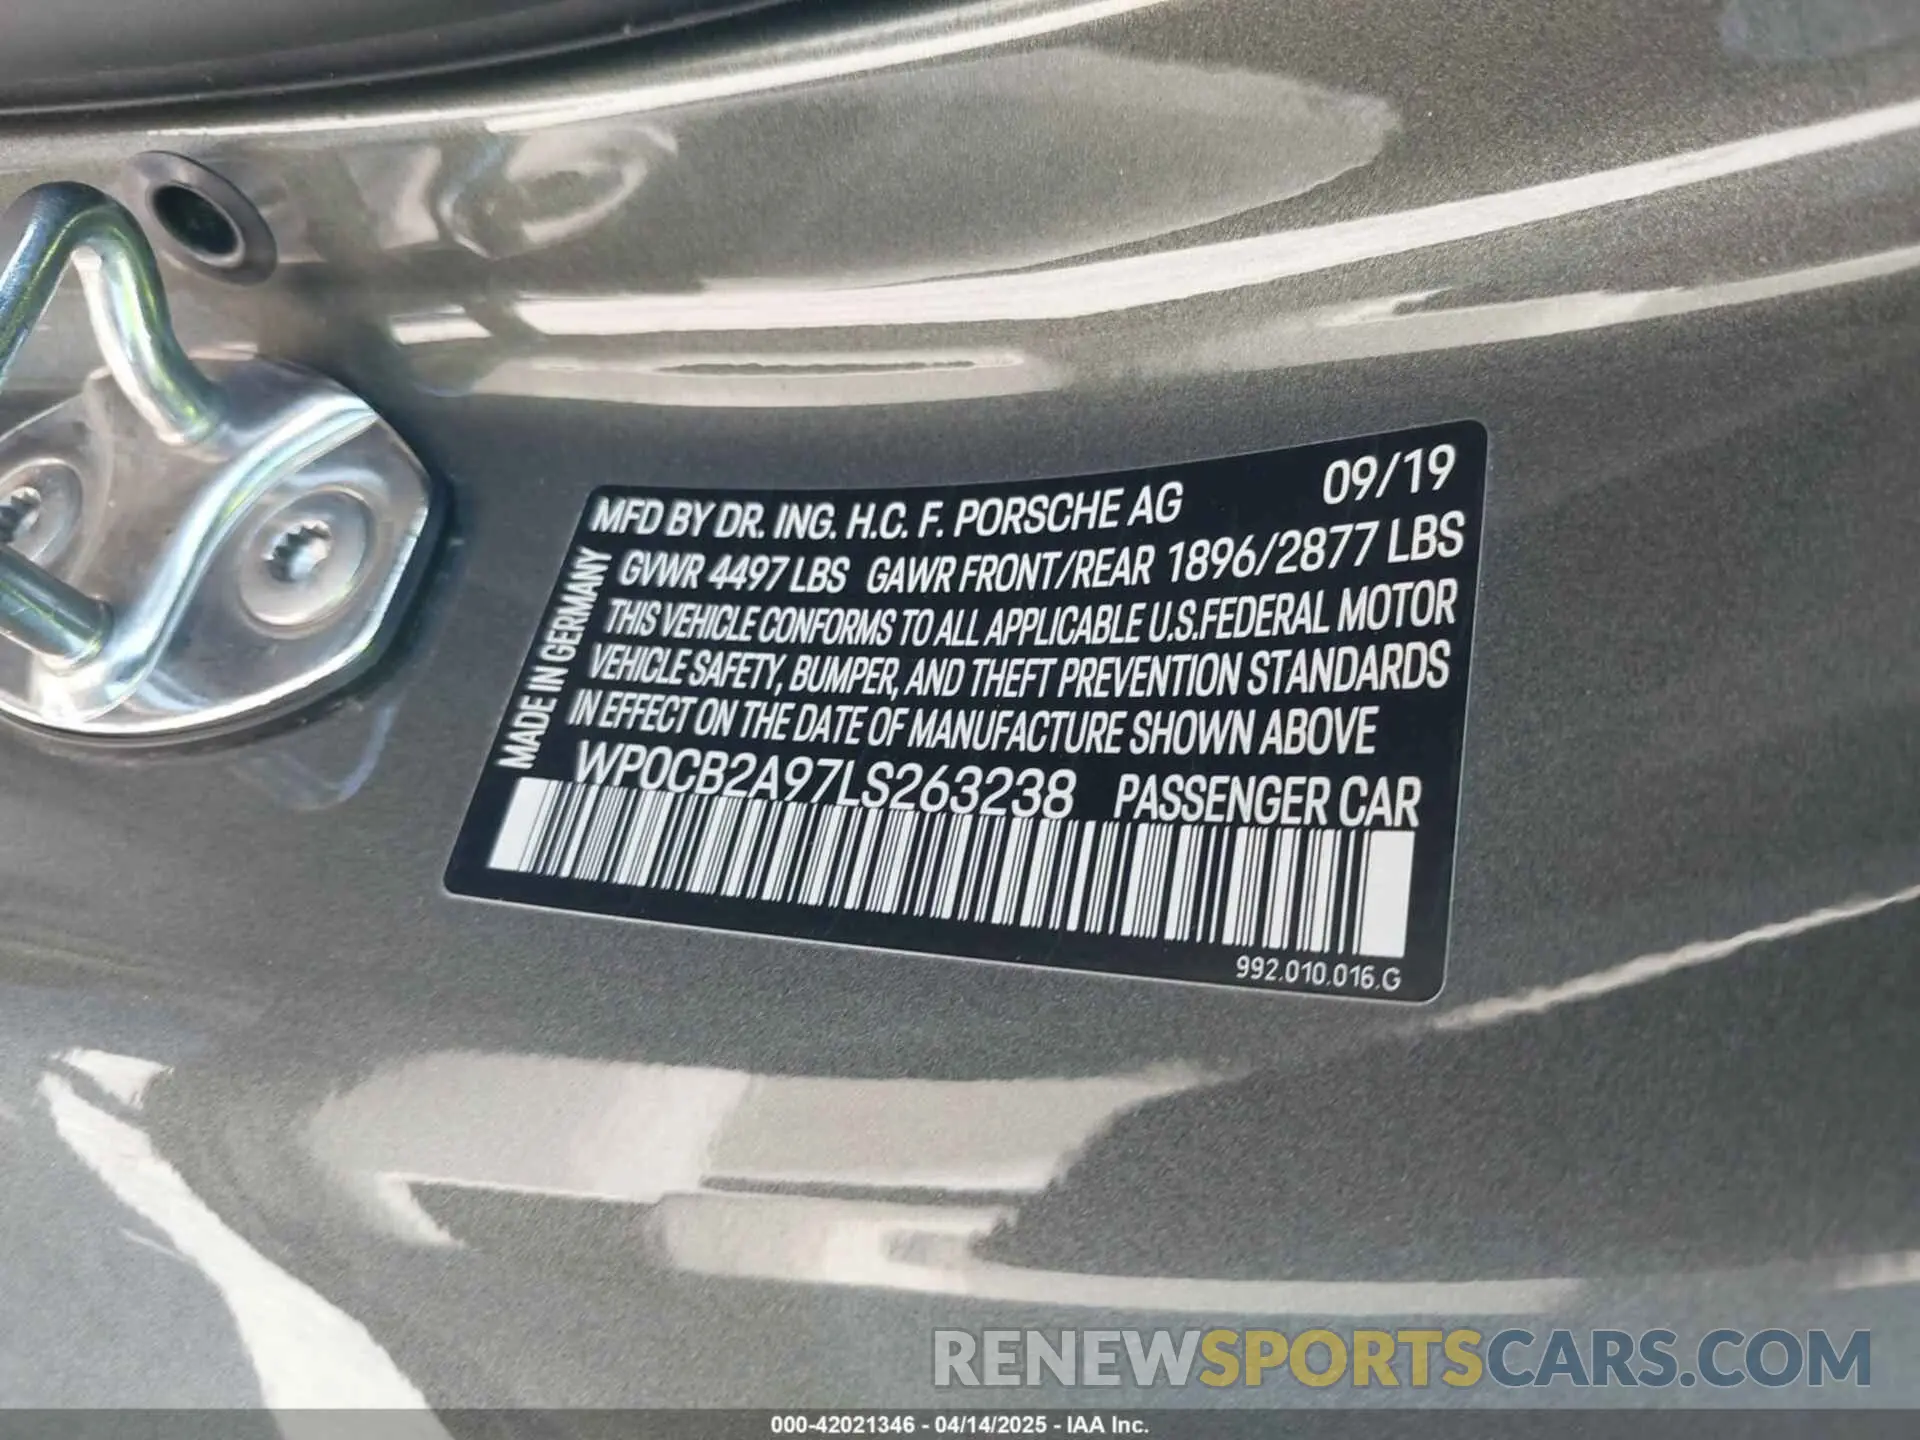 MFD BY DR. ING. H.C. F. PORSCHE AG 09/19
GVWR 4497 LBS GAWR FRONT/REAR 1896/2877 LBS
THIS VEHICLE CONFORMS TO ALL APPLICABLE U.S.FEDERAL MOTOR
VEHICLE SAFETY, BUMPER, AND THEFT PREVENTION STANDARDS
IN EFFECT ON THE DATE OF MANUFACTURE SHOWN ABOVE
MADE IN GERMANY
WP0CB2A97LS263238 PASSENGER CAR
992.010.016.G
RENEWSPORTSCARS.COM
000-42021346 - 04/14/2025 - IAA Inc.